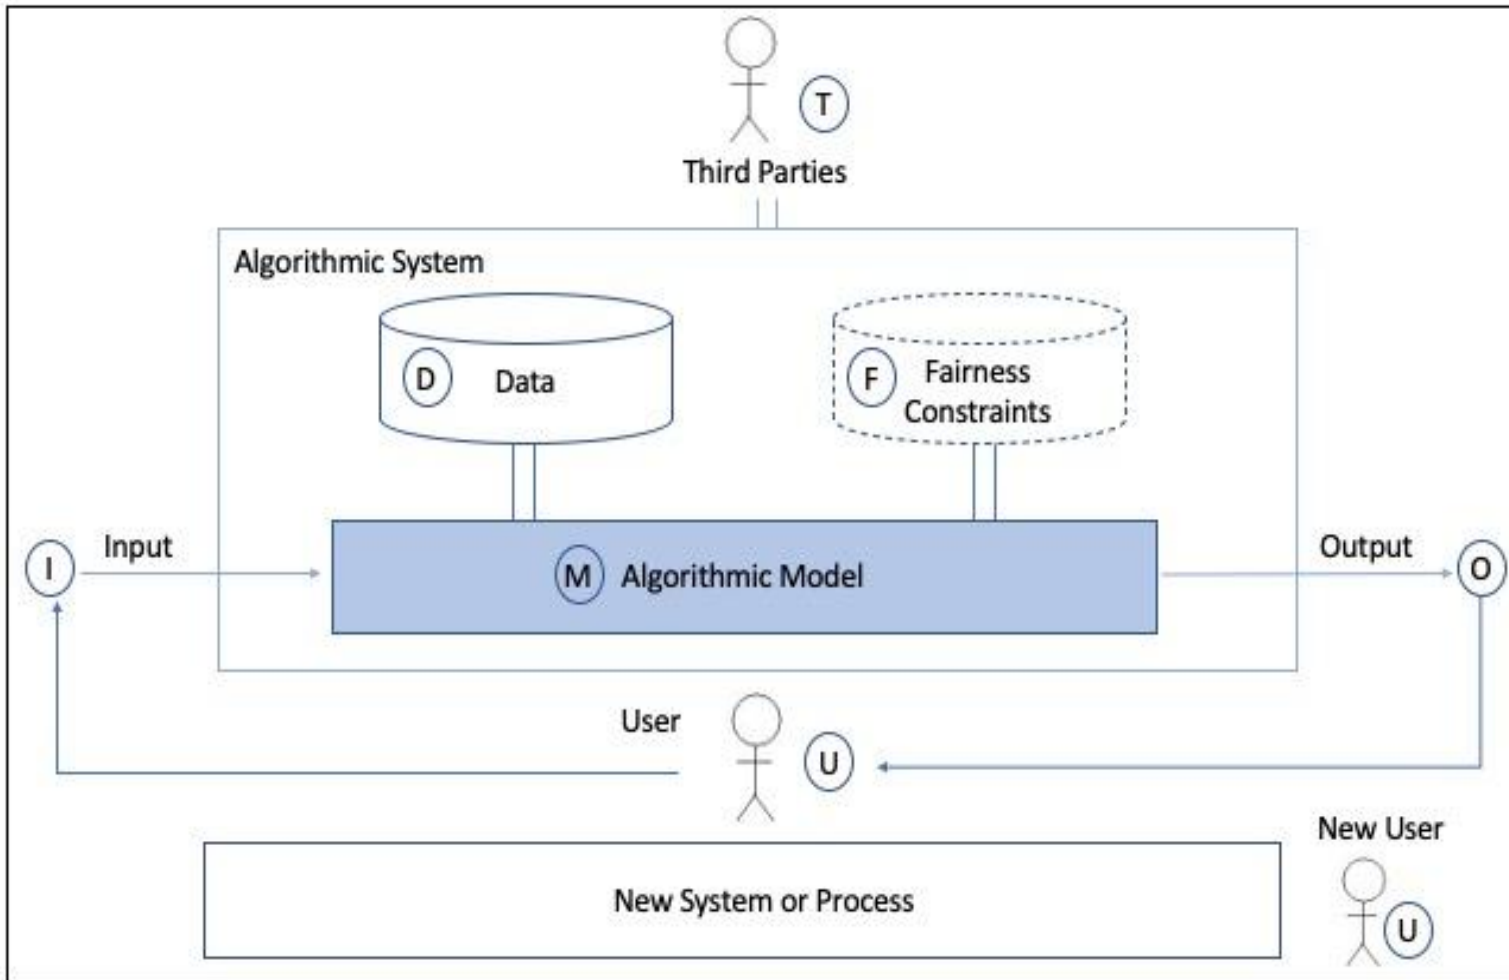 T
Third Parties
Algorithmic System
D
Data
F
Fairness
Constraints
I
Input
M
Algorithmic Model
Output
O
User
U
New User
New System or Process
U